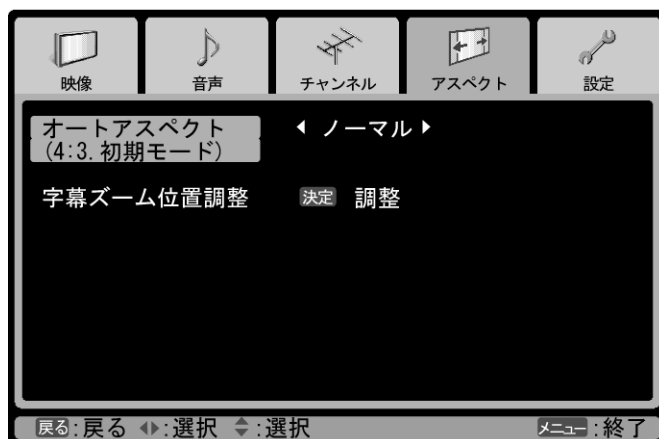 映像 音声 チャンネル アスペクト 設定
オートアスペクト ノーマル
(4:3.初期モード)
字幕ズーム位置調整 決定 調整
戻る:戻る :選択 :選択 メニュー:終了